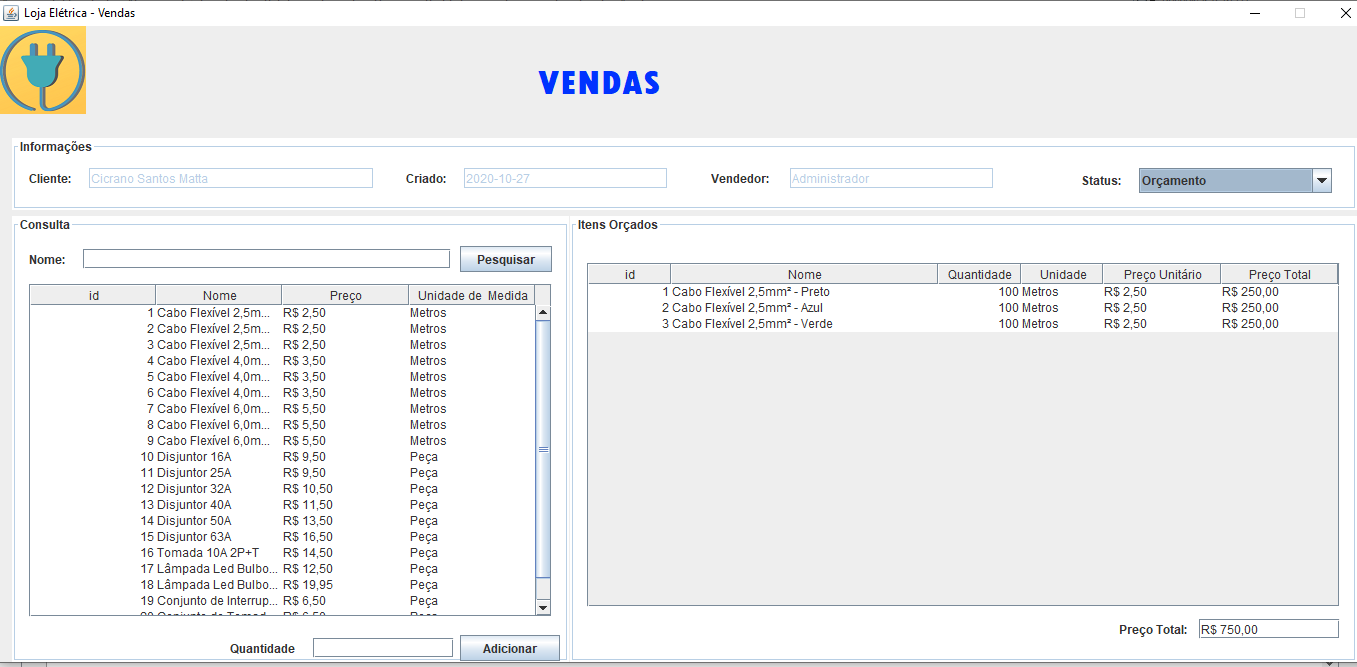 Loja Elétrica - Vendas
VENDAS
Informações
Cliente: Cicrano Santos Matta Criado: 2020-10-27 Vendedor: Administrador Status: Orçamento
Consulta
Nome: Pesquisar
id Nome Preço Unidade de Medida
1 Cabo Flexível 2,5m... R$ 2,50 Metros
2 Cabo Flexível 2,5m... R$ 2,50 Metros
3 Cabo Flexível 2,5m... R$ 2,50 Metros
4 Cabo Flexível 4,0m... R$ 3,50 Metros
5 Cabo Flexível 4,0m... R$ 3,50 Metros
6 Cabo Flexível 4,0m... R$ 3,50 Metros
7 Cabo Flexível 6,0m... R$ 5,50 Metros
8 Cabo Flexível 6,0m... R$ 5,50 Metros
9 Cabo Flexível 6,0m... R$ 5,50 Metros
10 Disjuntor 16A R$ 9,50 Peça
11 Disjuntor 25A R$ 9,50 Peça
12 Disjuntor 32A R$ 10,50 Peça
13 Disjuntor 40A R$ 11,50 Peça
14 Disjuntor 50A R$ 13,50 Peça
15 Disjuntor 63A R$ 16,50 Peça
16 Tomada 10A 2P+T R$ 14,50 Peça
17 Lâmpada Led Bulbo... R$ 12,50 Peça
18 Lâmpada Led Bulbo... R$ 19,95 Peça
19 Conjunto de Interrup... R$ 6,50 Peça
Quantidade Adicionar
Itens Orçados
id Nome Quantidade Unidade Preço Unitário Preço Total
1 Cabo Flexível 2,5mm² - Preto 100 Metros R$ 2,50 R$ 250,00
2 Cabo Flexível 2,5mm² - Azul 100 Metros R$ 2,50 R$ 250,00
3 Cabo Flexível 2,5mm² - Verde 100 Metros R$ 2,50 R$ 250,00
Preço Total: R$ 750,00